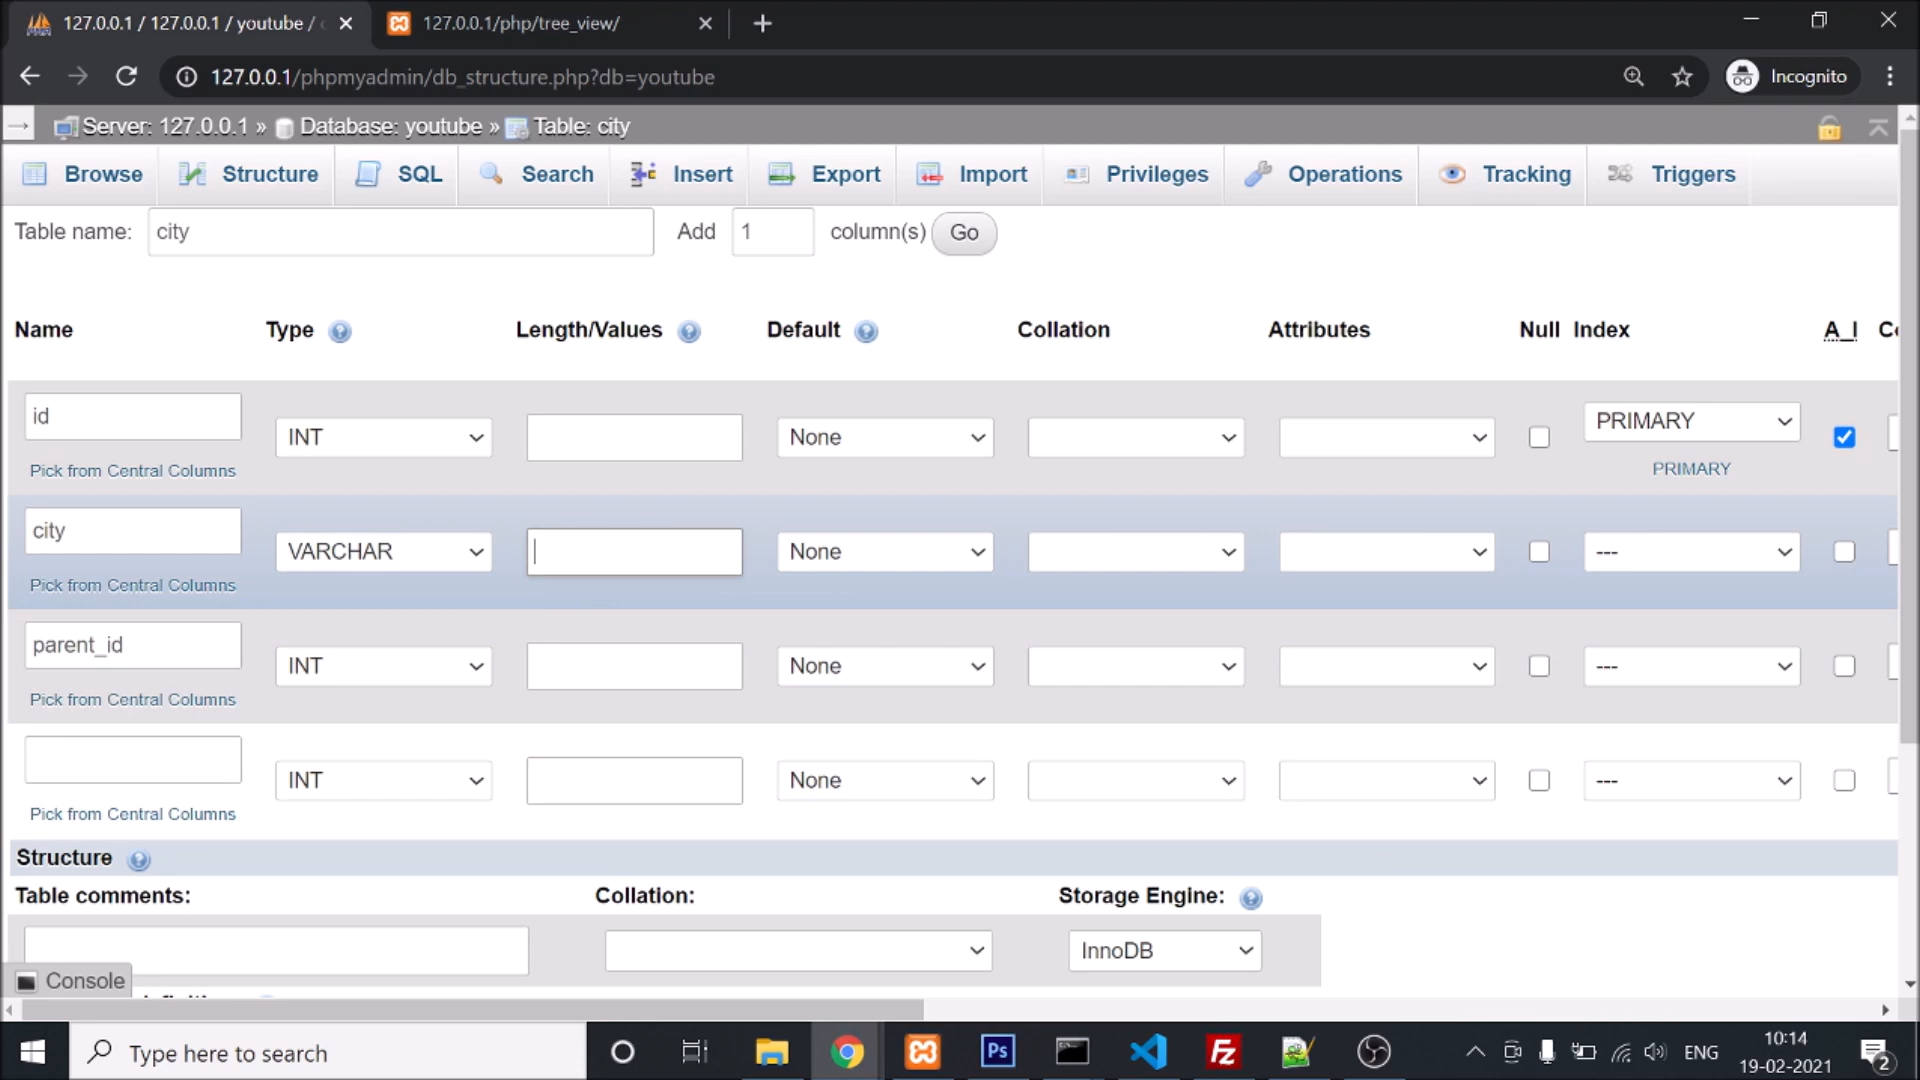 127.0.0.1 / 127.0.0.1 / youtube /
127.0.0.1/php/tree_view/
127.0.0.1/phpmyadmin/db_structure.php?db=youtube
Incognito
Server: 127.0.0.1 » Database: youtube » Table: city
Browse Structure SQL Search Insert Export Import Privileges Operations Tracking Triggers
Table name: city Add 1 column(s) Go
Name Type Length/Values Default Collation Attributes Null Index A_I
id INT None PRIMARY
Pick from Central Columns PRIMARY
city VARCHAR None ---
Pick from Central Columns
parent_id INT None ---
Pick from Central Columns
INT None ---
Pick from Central Columns
Structure
Table comments: Collation: Storage Engine:
InnoDB
Console
Type here to search
Ps
Fz
ENG
10:14
19-02-2021
2